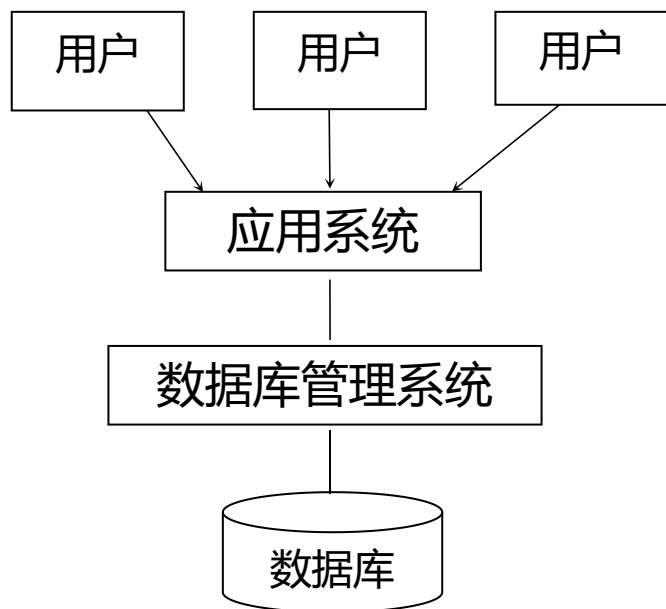 用户
用户
用户
应用系统
数据库管理系统
数据库